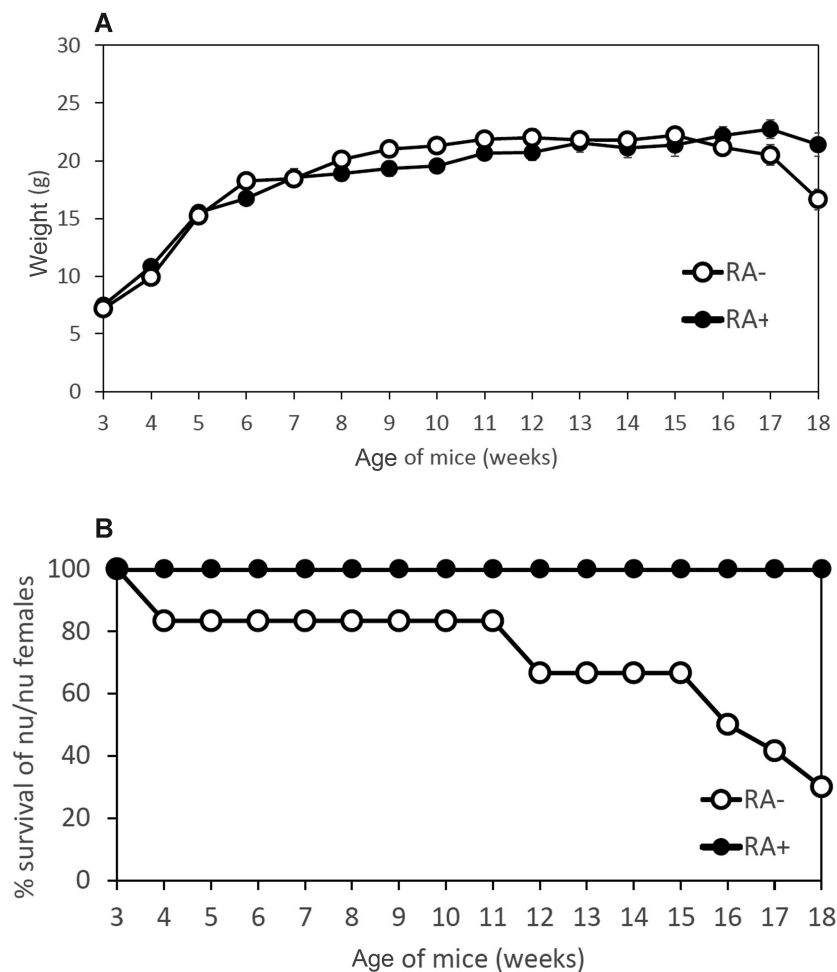 A
30
25
20
15
10
5
0
Weight (g)
RA-
RA+
3 4 5 6 7 8 9 10 11 12 13 14 15 16 17 18
Age of mice (weeks)
B
100
80
60
40
20
0
% survival of nu/nu females
RA-
RA+
3 4 5 6 7 8 9 10 11 12 13 14 15 16 17 18
Age of mice (weeks)